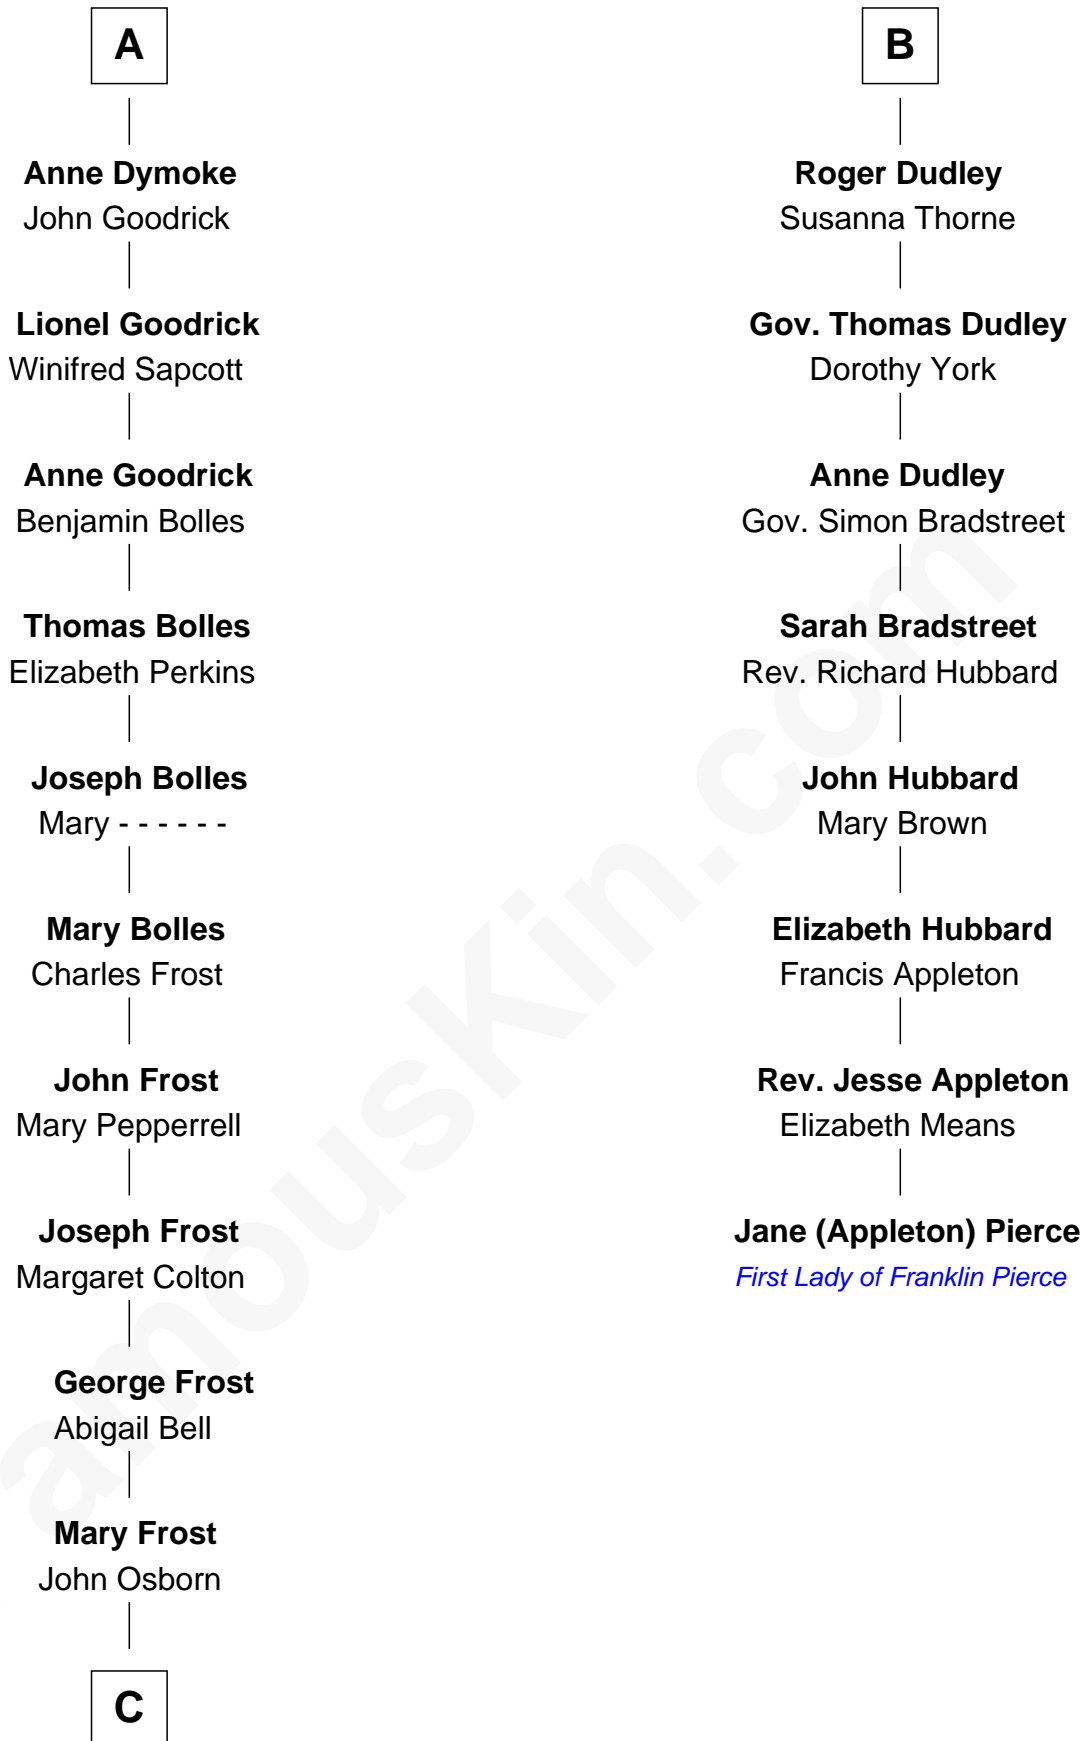 A
Anne Dymoke
John Goodrick
Lionel Goodrick
Winifred Sapcott
Anne Goodrick
Benjamin Bolles
Thomas Bolles
Elizabeth Perkins
Joseph Bolles
Mary - - - - - -
Mary Bolles
Charles Frost
John Frost
Mary Pepperrell
Joseph Frost
Margaret Colton
George Frost
Abigail Bell
Mary Frost
John Osborn
C
B
Roger Dudley
Susanna Thorne
Gov. Thomas Dudley
Dorothy York
Anne Dudley
Gov. Simon Bradstreet
Sarah Bradstreet
Rev. Richard Hubbard
John Hubbard
Mary Brown
Elizabeth Hubbard
Francis Appleton
Rev. Jesse Appleton
Elizabeth Means
Jane (Appleton) Pierce
First Lady of Franklin Pierce
amousKin.com